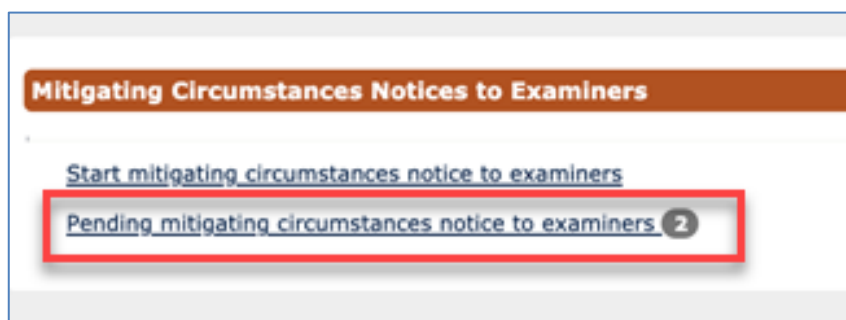 Mitigating Circumstances Notices to Examiners
Start mitigating circumstances notice to examiners
Pending mitigating circumstances notice to examiners 2